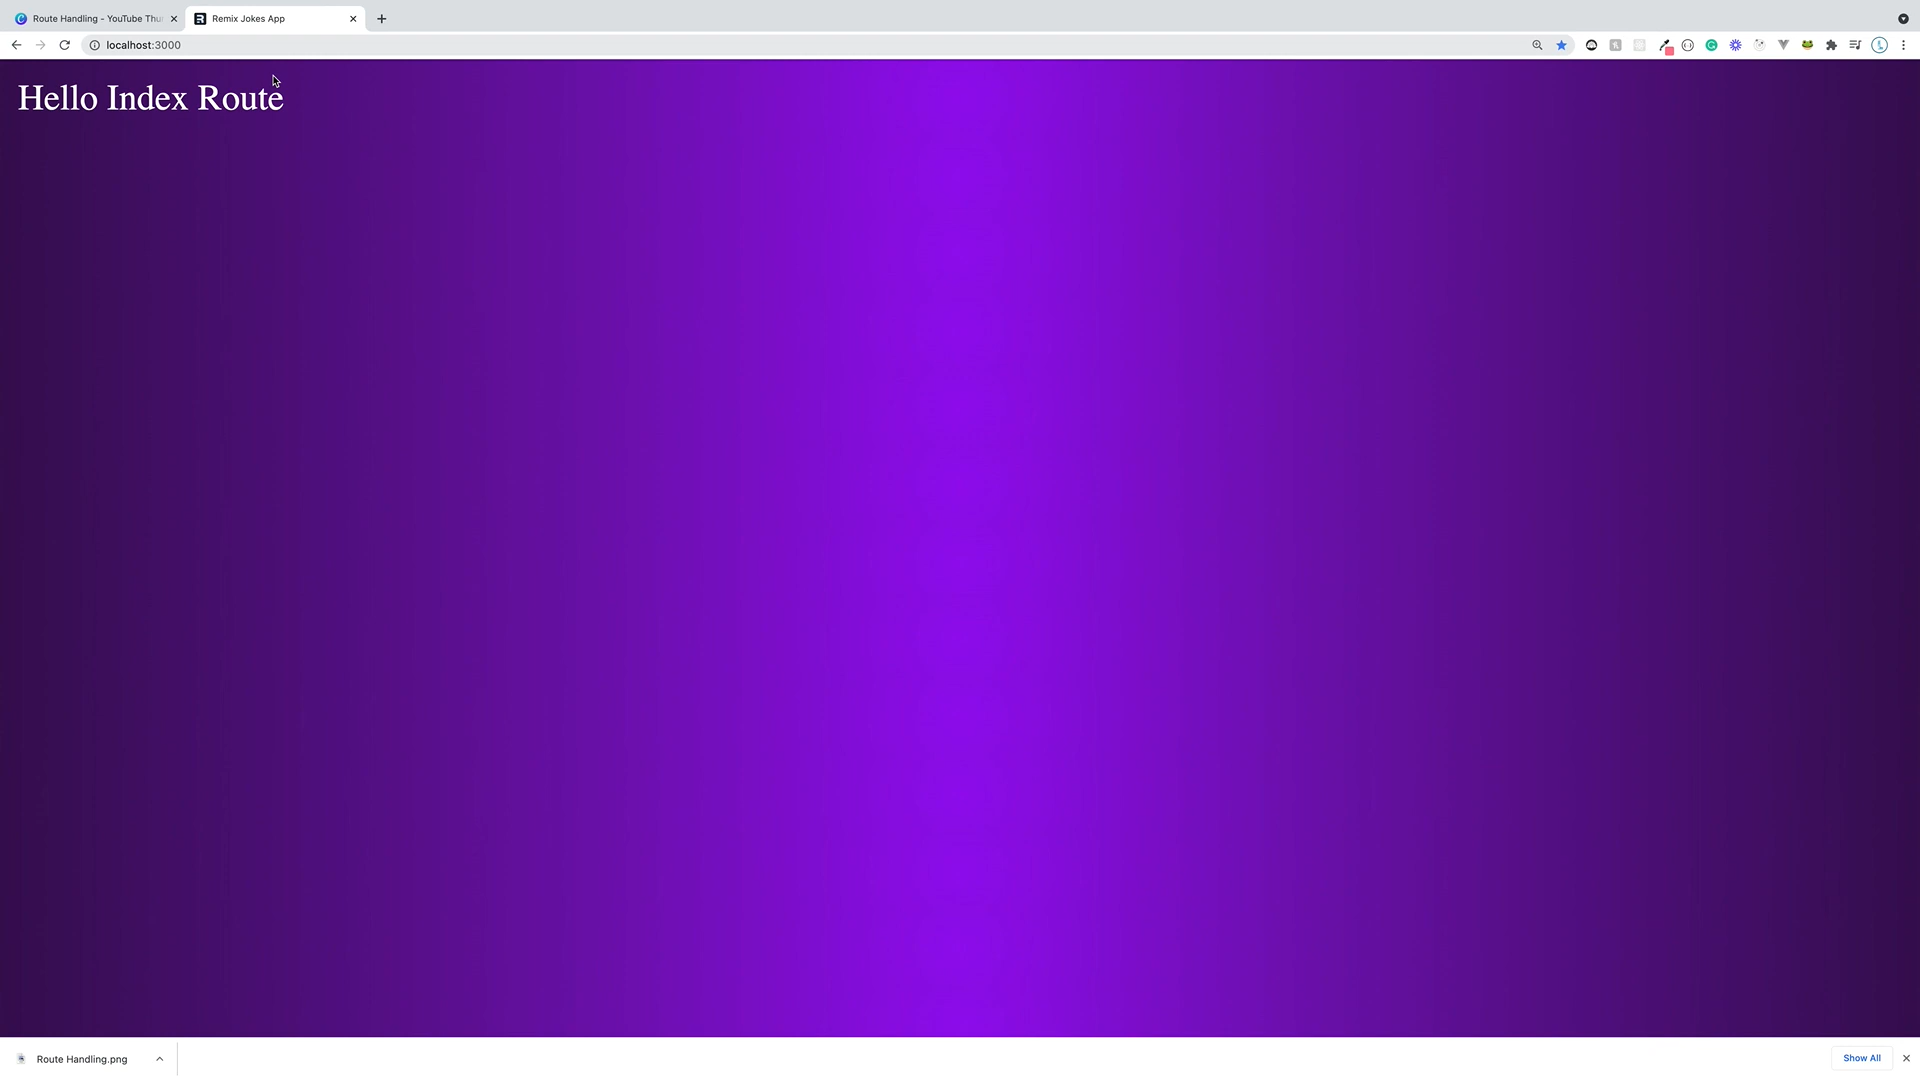 Route Handling - YouTube Thu
Remix Jokes App
localhost:3000
Hello Index Route
Route Handling.png
Show All